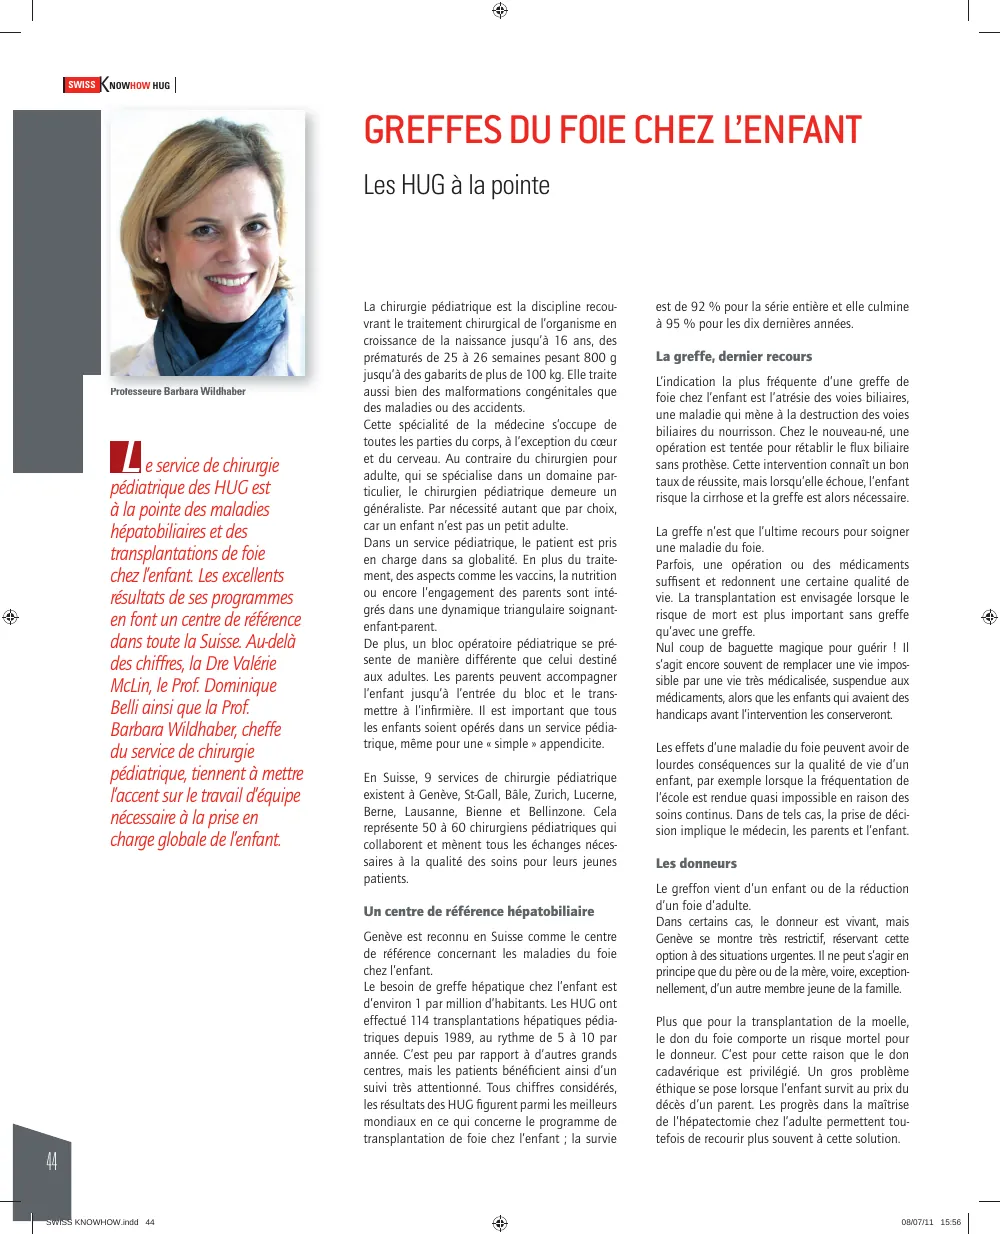 SWISS KNOWHOW HUG
GREFFES DU FOIE CHEZ L'ENFANT
Les HUG à la pointe
Professeure Barbara Wildhaber
Le service de chirurgie
pédiatrique des HUG est
à la pointe des maladies
hépatobiliaires et des
transplantations de foie
chez l'enfant. Les excellents
résultats de ses programmes
en font un centre de référence
dans toute la Suisse. Au-delà
des chiffres, la Dre Valérie
McLin, le Prof. Dominique
Belli ainsi que la Prof.
Barbara Wildhaber, cheffe
du service de chirurgie
pédiatrique, tiennent à mettre
l'accent sur le travail d'équipe
nécessaire à la prise en
charge globale de l'enfant.
La chirurgie pédiatrique est la discipline recou-
vrant le traitement chirurgical de l'organisme en
croissance de la naissance jusqu'à 16 ans, des
prématurés de 25 à 26 semaines pesant 800 g
jusqu'à des gabarits de plus de 100 kg. Elle traite
aussi bien des malformations congénitales que
des maladies ou des accidents.
Cette spécialité de la médecine s'occupe de
toutes les parties du corps, à l'exception du cœur
et du cerveau. Au contraire du chirurgien pour
adulte, qui se spécialise dans un domaine par-
ticulier, le chirurgien pédiatrique demeure un
généraliste. Par nécessité autant que par choix,
car un enfant n'est pas un petit adulte.
Dans un service pédiatrique, le patient est pris
en charge dans sa globalité. En plus du traite-
ment, des aspects comme les vaccins, la nutrition
ou encore l'engagement des parents sont inté-
grés dans une dynamique triangulaire soignant-
enfant-parent.
De plus, un bloc opératoire pédiatrique se pré-
sente de manière différente que celui destiné
aux adultes. Les parents peuvent accompagner
l'enfant jusqu'à l'entrée du bloc et le trans-
mettre à l'infirmière. Il est important que tous
les enfants soient opérés dans un service pédia-
trique, même pour une « simple » appendicite.
En Suisse, 9 services de chirurgie pédiatrique
existent à Genève, St-Gall, Bâle, Zurich, Lucerne,
Berne, Lausanne, Bienne et Bellinzone. Cela
représente 50 à 60 chirurgiens pédiatriques qui
collaborent et mènent tous les échanges néces-
saires à la qualité des soins pour leurs jeunes
patients.
Un centre de référence hépatobiliaire
Genève est reconnu en Suisse comme le centre
de référence concernant les maladies du foie
chez l'enfant.
Le besoin de greffe hépatique chez l'enfant est
d'environ 1 par million d'habitants. Les HUG ont
effectué 114 transplantations hépatiques pédia-
triques depuis 1989, au rythme de 5 à 10 par
année. C'est peu par rapport à d'autres grands
centres, mais les patients bénéficient ainsi d'un
suivi très attentionné. Tous chiffres considérés,
les résultats des HUG figurent parmi les meilleurs
mondiaux en ce qui concerne le programme de
transplantation de foie chez l'enfant ; la survie
est de 92 % pour la série entière et elle culmine
à 95 % pour les dix dernières années.
La greffe, dernier recours
L'indication la plus fréquente d'une greffe de
foie chez l'enfant est l'atrésie des voies biliaires,
une maladie qui mène à la destruction des voies
biliaires du nourrisson. Chez le nouveau-né, une
opération est tentée pour rétablir le flux biliaire
sans prothèse. Cette intervention connaît un bon
taux de réussite, mais lorsqu'elle échoue, l'enfant
risque la cirrhose et la greffe est alors nécessaire.
La greffe n'est que l'ultime recours pour soigner
une maladie du foie.
Parfois, une opération ou des médicaments
suffisent et redonnent une certaine qualité de
vie. La transplantation est envisagée lorsque le
risque de mort est plus important sans greffe
qu'avec une greffe.
Nul coup de baguette magique pour guérir ! Il
s'agit encore souvent de remplacer une vie impos-
sible par une vie très médicalisée, suspendue aux
médicaments, alors que les enfants qui avaient des
handicaps avant l'intervention les conserveront.
Les effets d'une maladie du foie peuvent avoir de
lourdes conséquences sur la qualité de vie d'un
enfant, par exemple lorsque la fréquentation de
l'école est rendue quasi impossible en raison des
soins continus. Dans de tels cas, la prise de déci-
sion implique le médecin, les parents et l'enfant.
Les donneurs
Le greffon vient d'un enfant ou de la réduction
d'un foie d'adulte.
Dans certains cas, le donneur est vivant, mais
Genève se montre très restrictif, réservant cette
option à des situations urgentes. Il ne peut s'agir en
principe que du père ou de la mère, voire, exception-
nellement, d'un autre membre jeune de la famille.
Plus que pour la transplantation de la moelle,
le don du foie comporte un risque mortel pour
le donneur. C'est pour cette raison que le don
cadavérique est privilégié. Un gros problème
éthique se pose lorsque l'enfant survit au prix du
décès d'un parent. Les progrès dans la maîtrise
de l'hépatectomie chez l'adulte permettent tou-
tefois de recourir plus souvent à cette solution.
44
SWISS KNOWHOW.indd 44
08/07/11 15:56